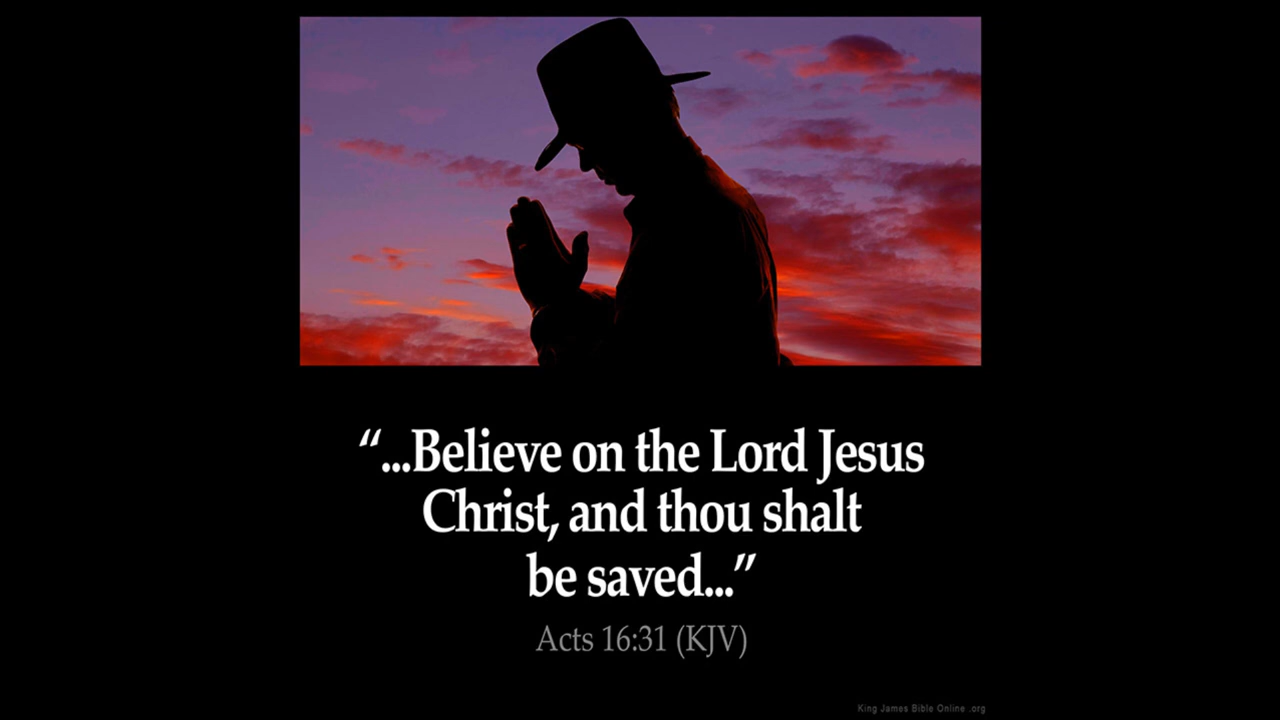 “...Believe on the Lord Jesus
Christ, and thou shalt
be saved...”
Acts 16:31 (KJV)
King James Bible Online .org